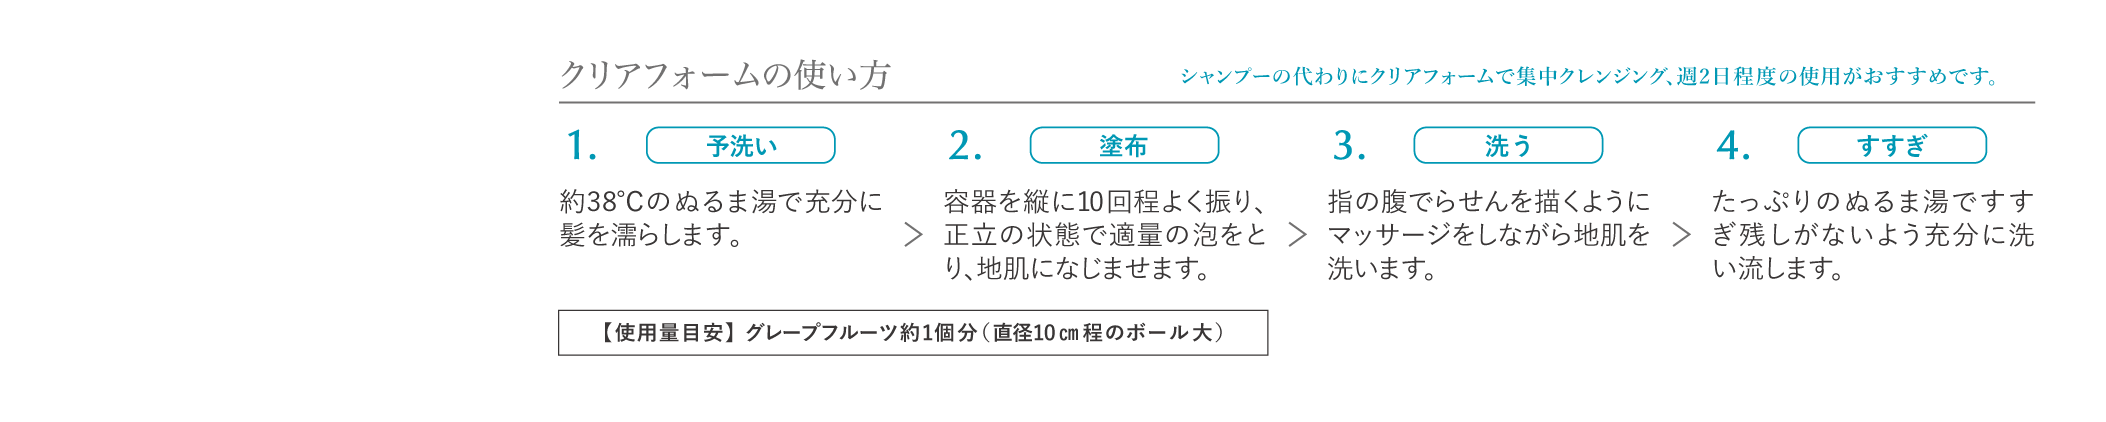 クリアフォームの使い方
シャンプーの代わりにクリアフォームで集中クレンジング、週2日程度の使用がおすすめです。
1. 予洗い
約38℃のぬるま湯で充分に
髪を濡らします。
>
2. 塗布
容器を縦に10回程よく振り、
正立の状態で適量の泡をと
り、地肌になじませます。
>
3. 洗う
指の腹でらせんを描くように
マッサージをしながら地肌を
洗います。
>
4. すすぎ
たっぷりのぬるま湯ですす
ぎ残しがないよう充分に洗
い流します。
【使用量目安】グレープフルーツ約1個分（直径10㎝程のボール大）